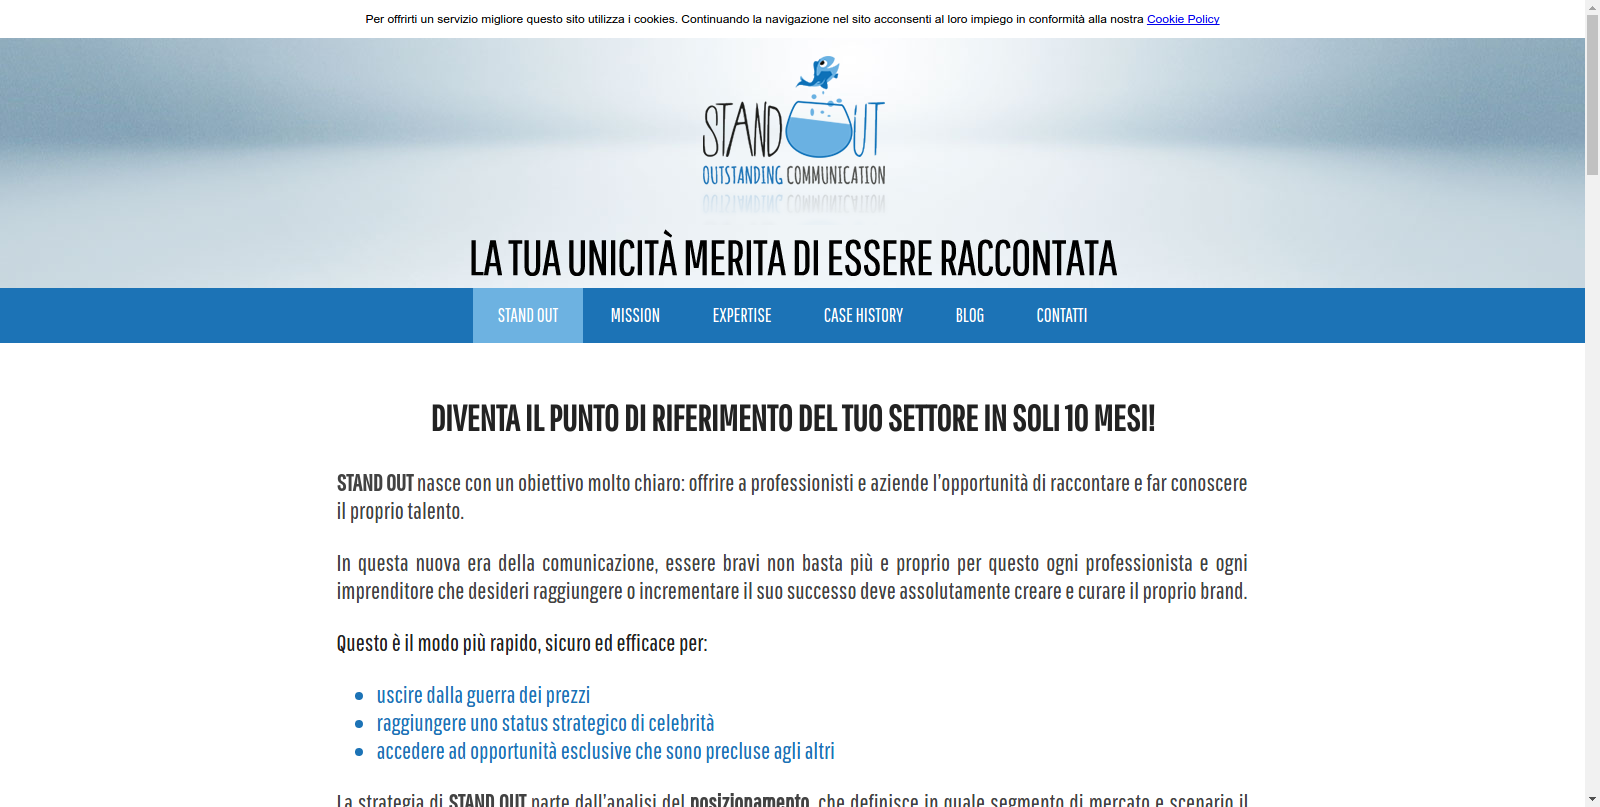 Per offrirti un servizio migliore questo sito utilizza i cookies. Continuando la navigazione nel sito acconsenti al loro impiego in conformità alla nostra Cookie Policy
STAND OUT
OUTSTANDING COMMUNICATION
LA TUA UNICITÀ MERITA DI ESSERE RACCONTATA
STAND OUT MISSION EXPERTISE CASE HISTORY BLOG CONTATTI
DIVENTA IL PUNTO DI RIFERIMENTO DEL TUO SETTORE IN SOLI 10 MESI!
STAND OUT nasce con un obiettivo molto chiaro: offrire a professionisti e aziende l’opportunità di raccontare e far conoscere
il proprio talento.
In questa nuova era della comunicazione, essere bravi non basta più e proprio per questo ogni professionista e ogni
imprenditore che desideri raggiungere o incrementare il suo successo deve assolutamente creare e curare il proprio brand.
Questo è il modo più rapido, sicuro ed efficace per:
uscire dalla guerra dei prezzi
raggiungere uno status strategico di celebrità
accedere ad opportunità esclusive che sono precluse agli altri
La strategia di STAND OUT parte dall’analisi del posizionamento, che definisce in quale segmento di mercato e scenario il